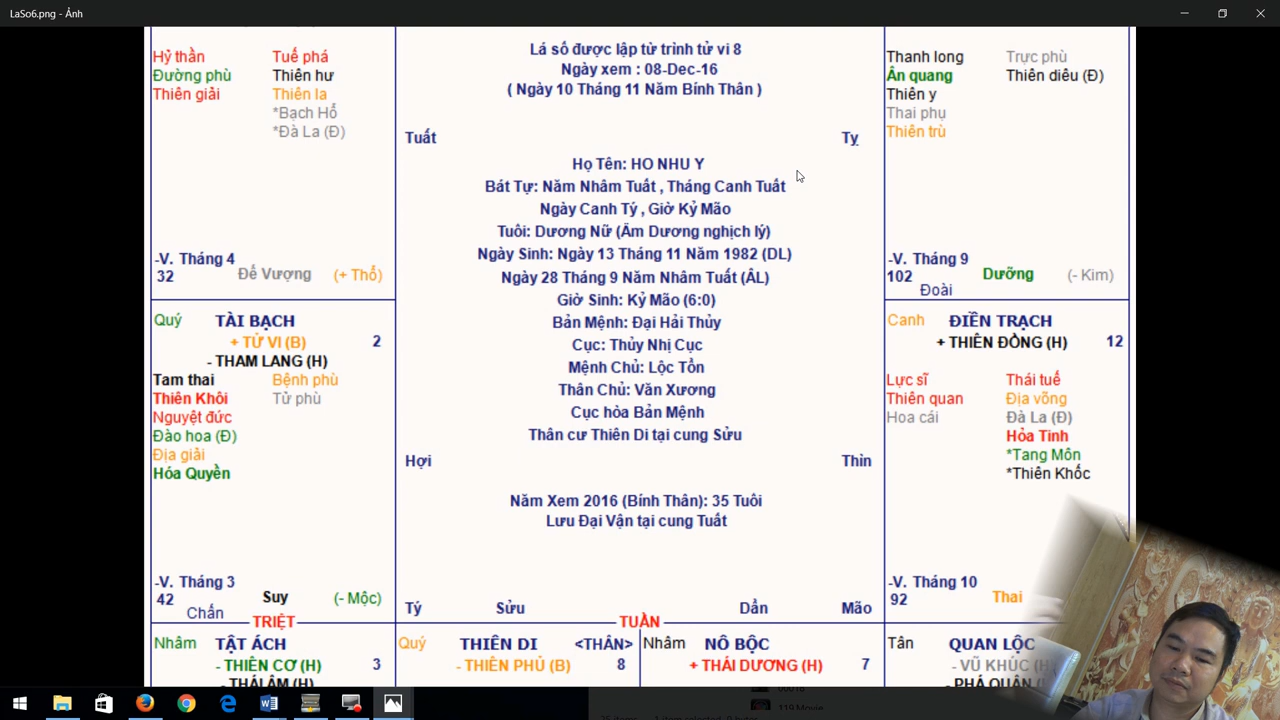 LaSo6.png - Ảnh
Hỷ thần Tuế phá
Đường phù Thiên hư
Thiên giải Thiên la
*Bạch Hổ
*Đà La (Đ)
-V. Tháng 4
32 Đế Vượng (+ Thổ)
Lá số được lập từ trình tử vi 8
Ngày xem : 08-Dec-16
( Ngày 10 Tháng 11 Năm Bính Thân )
Tuất Tỵ
Họ Tên: HO NHU Y
Bát Tự: Năm Nhâm Tuất , Tháng Canh Tuất
Ngày Canh Tý , Giờ Kỷ Mão
Tuổi: Dương Nữ (Âm Dương nghịch lý)
Ngày Sinh: Ngày 13 Tháng 11 Năm 1982 (DL)
Ngày 28 Tháng 9 Năm Nhâm Tuất (ÂL)
Giờ Sinh: Kỷ Mão (6:0)
Bản Mệnh: Đại Hải Thủy
Cục: Thủy Nhị Cục
Mệnh Chủ: Lộc Tồn
Thân Chủ: Văn Xương
Cục hòa Bản Mệnh
Thân cư Thiên Di tại cung Sửu
Hợi Thìn
Năm Xem 2016 (Bính Thân): 35 Tuổi
Lưu Đại Vận tại cung Tuất
Tý Sửu Dần Mão
Thanh long Trực phù
Ân quang Thiên diêu (Đ)
Thiên y
Thai phụ
Thiên trù
-V. Tháng 9
102 Dưỡng (- Kim)
Đoài
Quý TÀI BẠCH
+ TỬ VI (B) 2
- THAM LANG (H)
Tam thai Bệnh phù
Thiên Khôi Tử phù
Nguyệt đức
Đào hoa (Đ)
Địa giải
Hóa Quyền
-V. Tháng 3
42 Suy (- Mộc)
Chấn
Canh ĐIỀN TRẠCH
+ THIÊN ĐỒNG (H) 12
Lực sĩ Thái tuế
Thiên quan Địa võng
Hoa cái Đà La (Đ)
Hỏa Tinh
*Tang Môn
*Thiên Khốc
-V. Tháng 10
92 Thai
TRIỆT TUẦN
Nhâm TẬT ÁCH
- THIÊN CƠ (H) 3
- THÁI ÂM (H)
Quý THIÊN DI <THÂN>
- THIÊN PHỦ (B) 8
Nhâm NÔ BỘC
+ THÁI DƯƠNG (H) 7
Tân QUAN LỘC
- VŨ KHÚC (H)
- PHÁ QUÂN
119 Movie